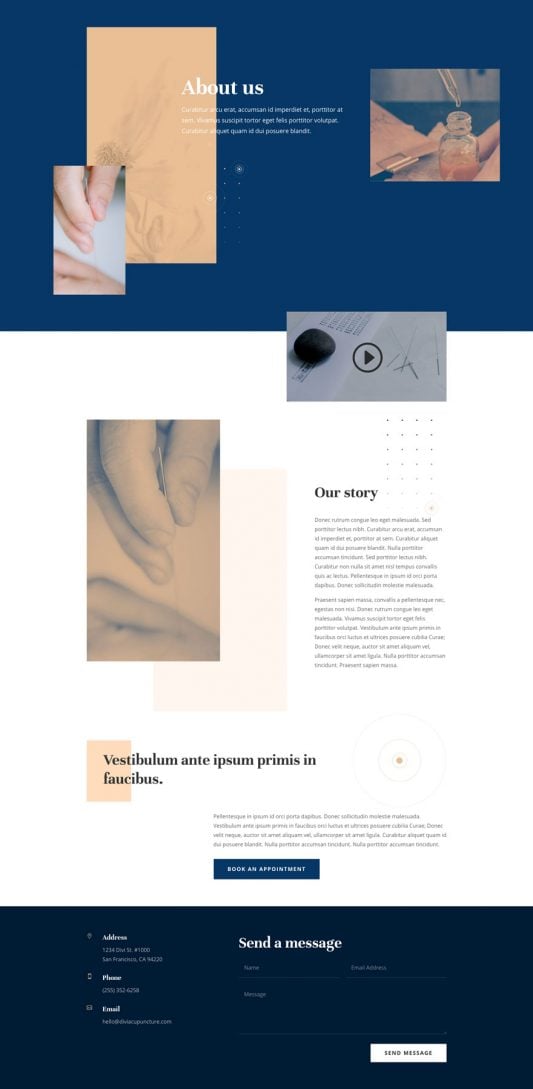 About us
Curabitur arcu erat, accumsan id imperdiet et, porttitor at
sem. Vivamus suscipit tortor eget felis porttitor volutpat.
Curabitur aliquet quam id dui posuere blandit.
Our story
Donec rutrum congue leo eget malesuada. Sed
porttitor lectus nibh. Curabitur arcu erat, accumsan
id imperdiet et, porttitor at sem. Curabitur aliquet
quam id dui posuere blandit. Nulla porttitor
accumsan tincidunt. Sed porttitor lectus nibh.
Curabitur non nulla sit amet nisl tempus convallis
quis ac lectus. Pellentesque in ipsum id orci porta
dapibus. Donec sollicitudin molestie malesuada.
Praesent sapien massa, convallis a pellentesque nec,
egestas non nisi. Donec rutrum congue leo eget
malesuada. Vivamus suscipit tortor eget felis
porttitor volutpat. Vestibulum ante ipsum primis in
faucibus orci luctus et ultrices posuere cubilia Curae;
Donec velit neque, auctor sit amet aliquam vel,
ullamcorper sit amet ligula. Nulla porttitor accumsan
tincidunt. Praesent sapien massa.
Vestibulum ante ipsum primis in
faucibus.
Pellentesque in ipsum id orci porta dapibus. Donec sollicitudin molestie malesuada.
Vestibulum ante ipsum primis in faucibus orci luctus et ultrices posuere cubilia Curae; Donec
velit neque, auctor sit amet aliquam vel, ullamcorper sit amet ligula. Curabitur aliquet quam id
dui posuere blandit. Nulla porttitor accumsan tincidunt. Nulla porttitor accumsan tincidunt.
BOOK AN APPOINTMENT
Address
1234 Divi St. #1000
San Francisco, CA 94220
Phone
(255) 352-6258
Email
hello@diviacupuncture.com
Send a message
Name
Email Address
Message
SEND MESSAGE